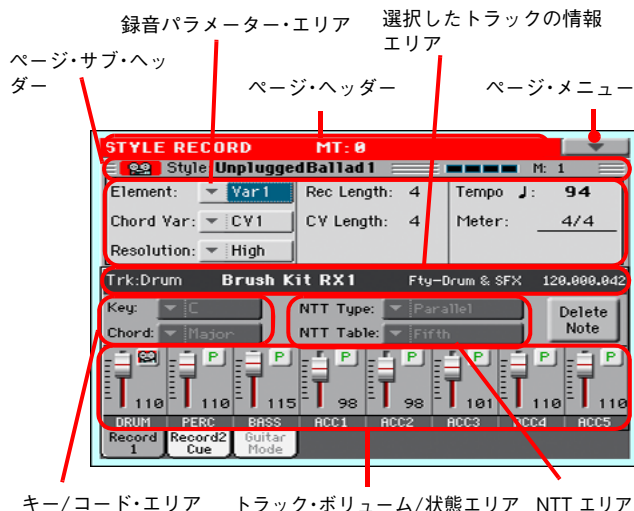 録音パラメーター・エリア
選択したトラックの情報
エリア
ページ・サブ・ヘッ
ダー
ページ・ヘッダー
ページ・メニュー
STYLE RECORD MT: 0
Style UnpluggedBallad1 M: 1
Element: Var1 Rec Length: 4 Tempo ♩: 94
Chord Var: CV1 CV Length: 4 Meter: 4/4
Resolution: High
Trk:Drum Brush Kit RX1 Fty-Drum & SFX 120.000.042
Key: C NTT Type: Parallel Delete
Chord: Major NTT Table: Fifth Note
P P P P P P P
110 110 115 98 98 101 110 110
DRUM PERC BASS ACC1 ACC2 ACC3 ACC4 ACC5
Record Record2 Guitar
1 Cue Mode
キー/コード・エリア トラック・ボリューム/状態エリア NTT エリア